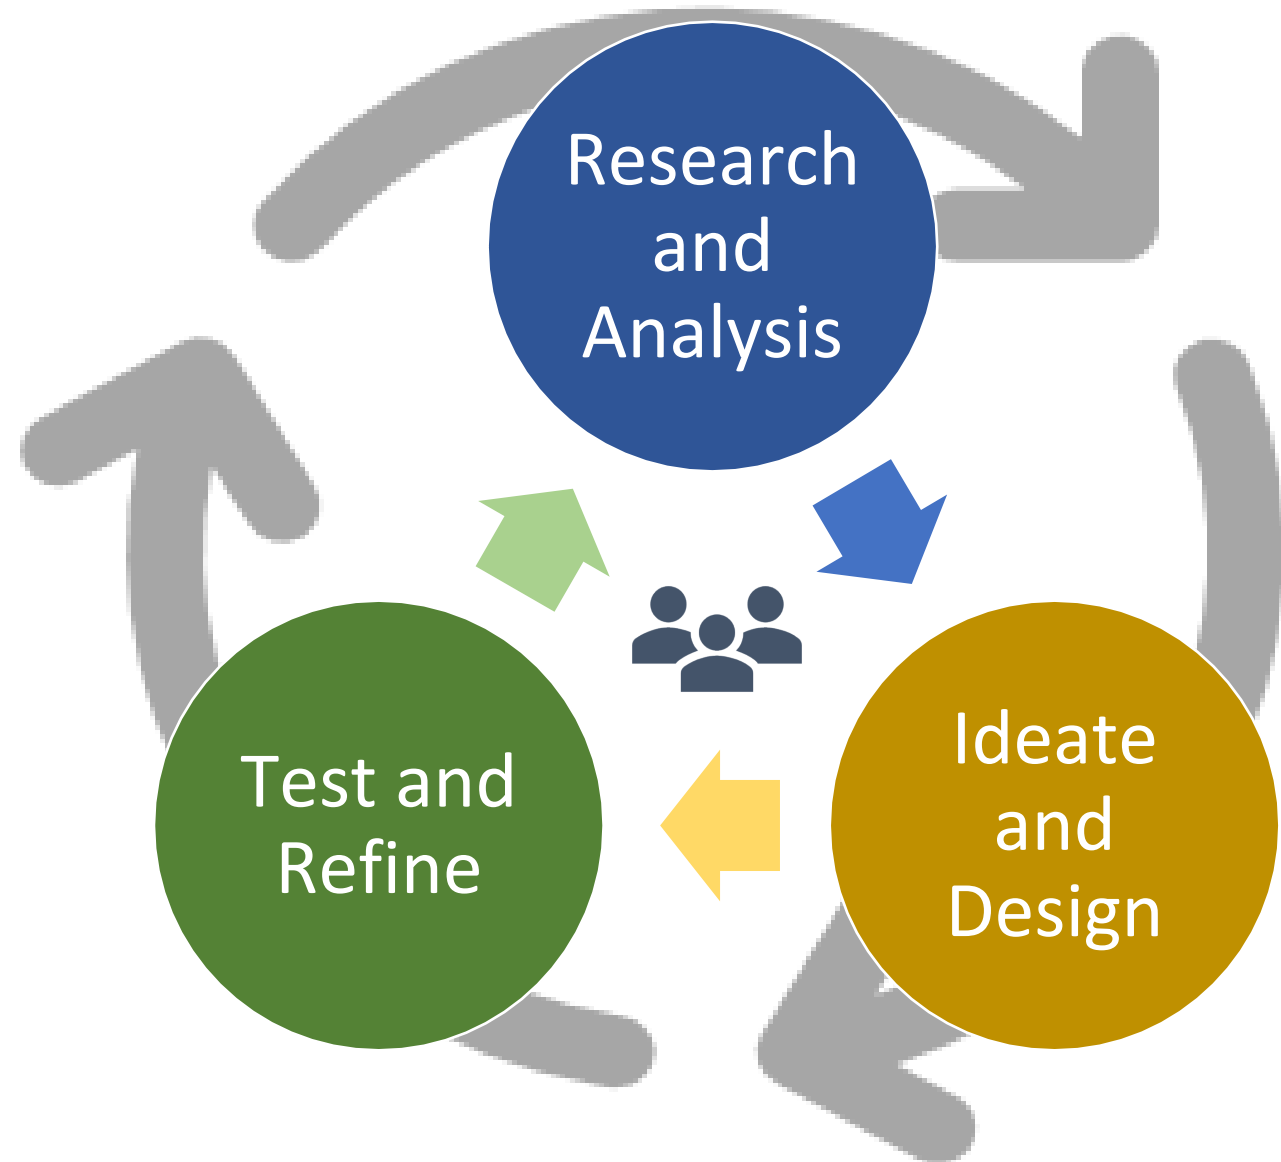 Research
and
Analysis
Ideate
and
Design
Test and
Refine